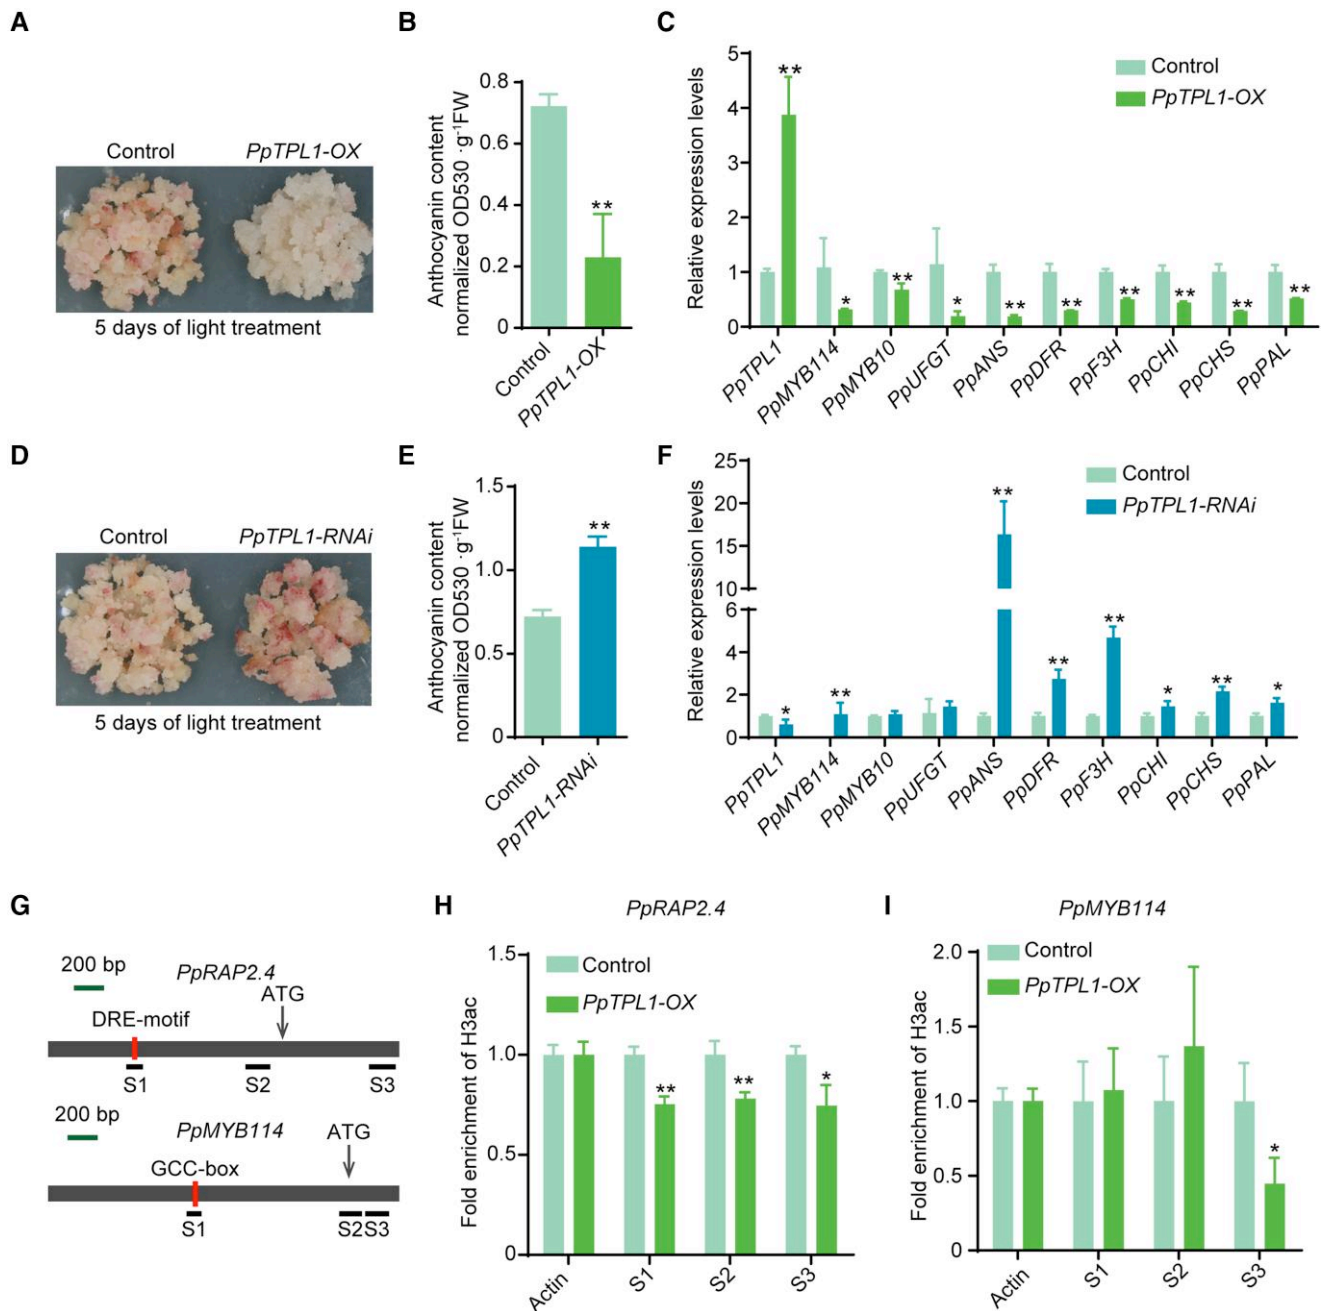 A
Control PpTPL1-OX
5 days of light treatment
B
Anthocyanin content
normalized OD530 ·g⁻¹FW
0.8
0.6
0.4
0.2
0
**
Control
PpTPL1-OX
C
Relative expression levels
5
4
3
2
1
0
Control
PpTPL1-OX
** * ** * ** ** ** ** ** **
PpTPL1
PpMYB114
PpMYB10
PpUFGT
PpANS
PpDFR
PpF3H
PpCHI
PpCHS
PpPAL
D
Control PpTPL1-RNAi
5 days of light treatment
E
Anthocyanin content
normalized OD530 ·g⁻¹FW
1.5
1.0
0.5
0
**
Control
PpTPL1-RNAi
F
Relative expression levels
25
20
15
10
6
4
2
0
Control
PpTPL1-RNAi
* ** ** ** ** * ** *
PpTPL1
PpMYB114
PpMYB10
PpUFGT
PpANS
PpDFR
PpF3H
PpCHI
PpCHS
PpPAL
G
200 bp
PpRAP2.4
ATG
DRE-motif
S1 S2 S3
200 bp
PpMYB114
ATG
GCC-box
S1 S2 S3
H
PpRAP2.4
Fold enrichment of H3ac
1.5
1.0
0.5
0
Control
PpTPL1-OX
** ** *
Actin
S1
S2
S3
I
PpMYB114
Fold enrichment of H3ac
2.0
1.5
1.0
0.5
0
Control
PpTPL1-OX
*
Actin
S1
S2
S3